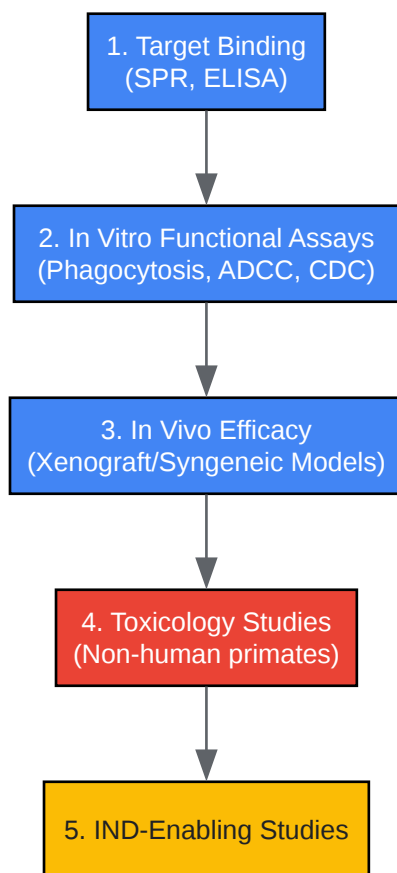 1. Target Binding
(SPR, ELISA)
2. In Vitro Functional Assays
(Phagocytosis, ADCC, CDC)
3. In Vivo Efficacy
(Xenograft/Syngeneic Models)
4. Toxicology Studies
(Non-human primates)
5. IND-Enabling Studies